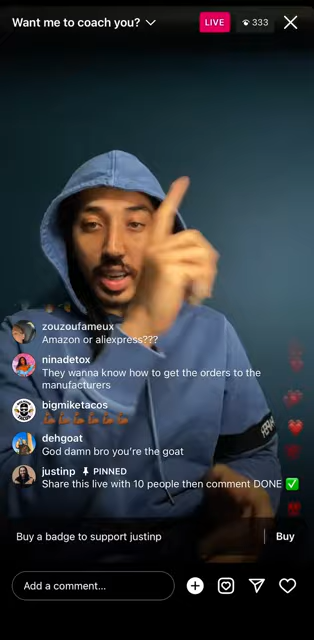 Want me to coach you?
LIVE
333
zouzoufameux
Amazon or aliexpress???
ninadetox
They wanna know how to get the orders to the
manufacturers
bigmiketacos
dehgoat
God damn bro you're the goat
justinp PINNED
Share this live with 10 people then comment DONE ✅
Buy a badge to support justinp
Buy
Add a comment...